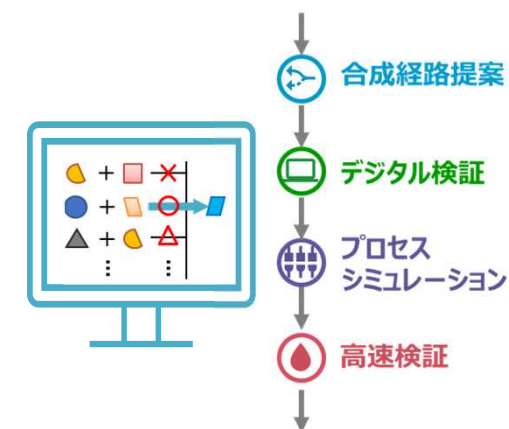 合成経路提案
デジタル検証
プロセス
シミュレーション
高速検証